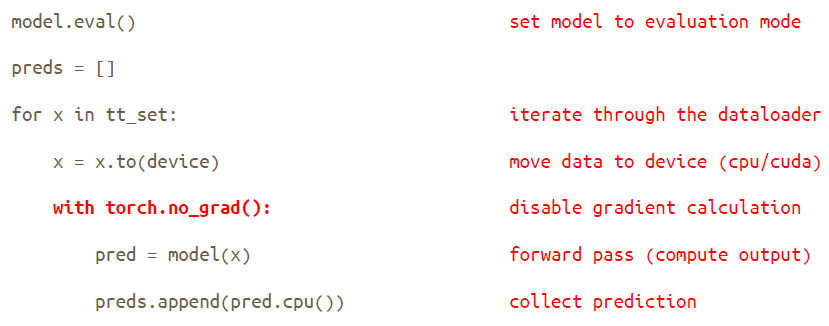 model.eval() set model to evaluation mode
preds = []
for x in tt_set: iterate through the dataloader
x = x.to(device) move data to device (cpu/cuda)
with torch.no_grad(): disable gradient calculation
pred = model(x) forward pass (compute output)
preds.append(pred.cpu()) collect prediction